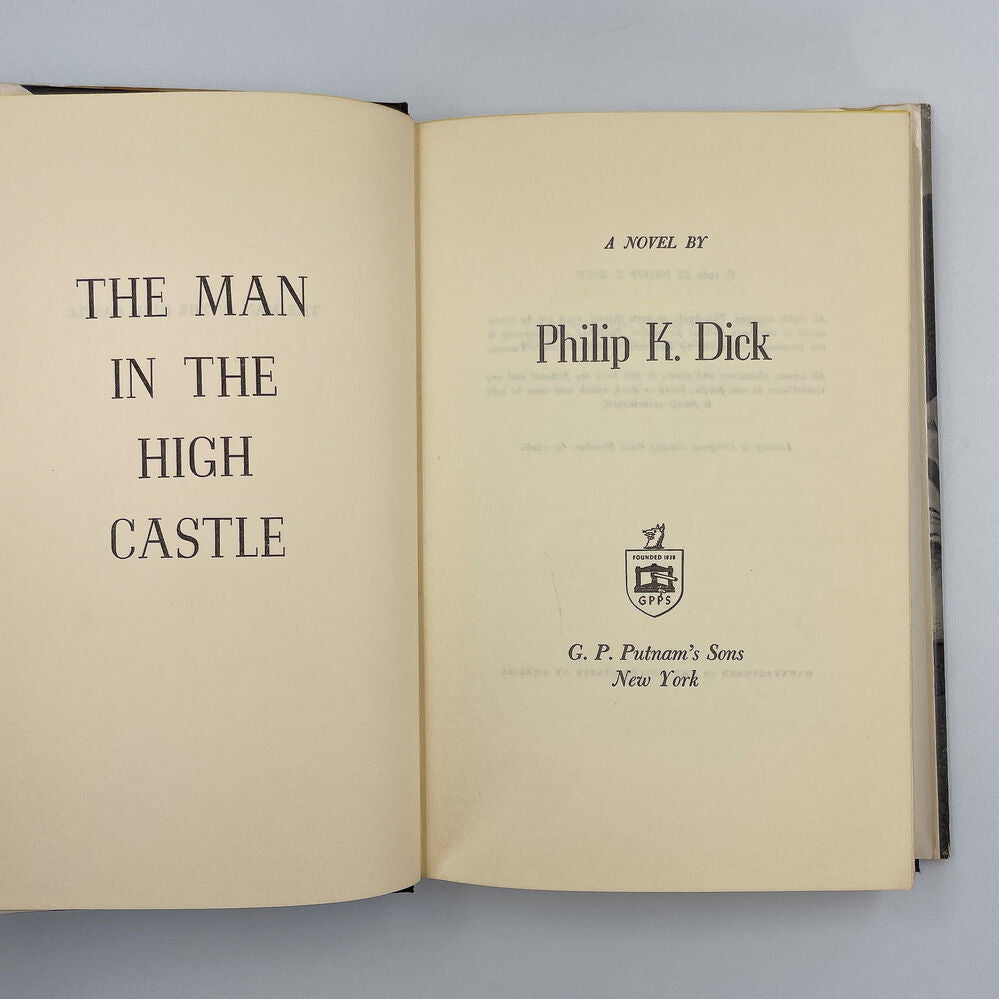 THE MAN
IN THE
HIGH
CASTLE
A NOVEL BY
Philip K. Dick
FOUNDED 1838
GPPS
G. P. Putnam's Sons
New York